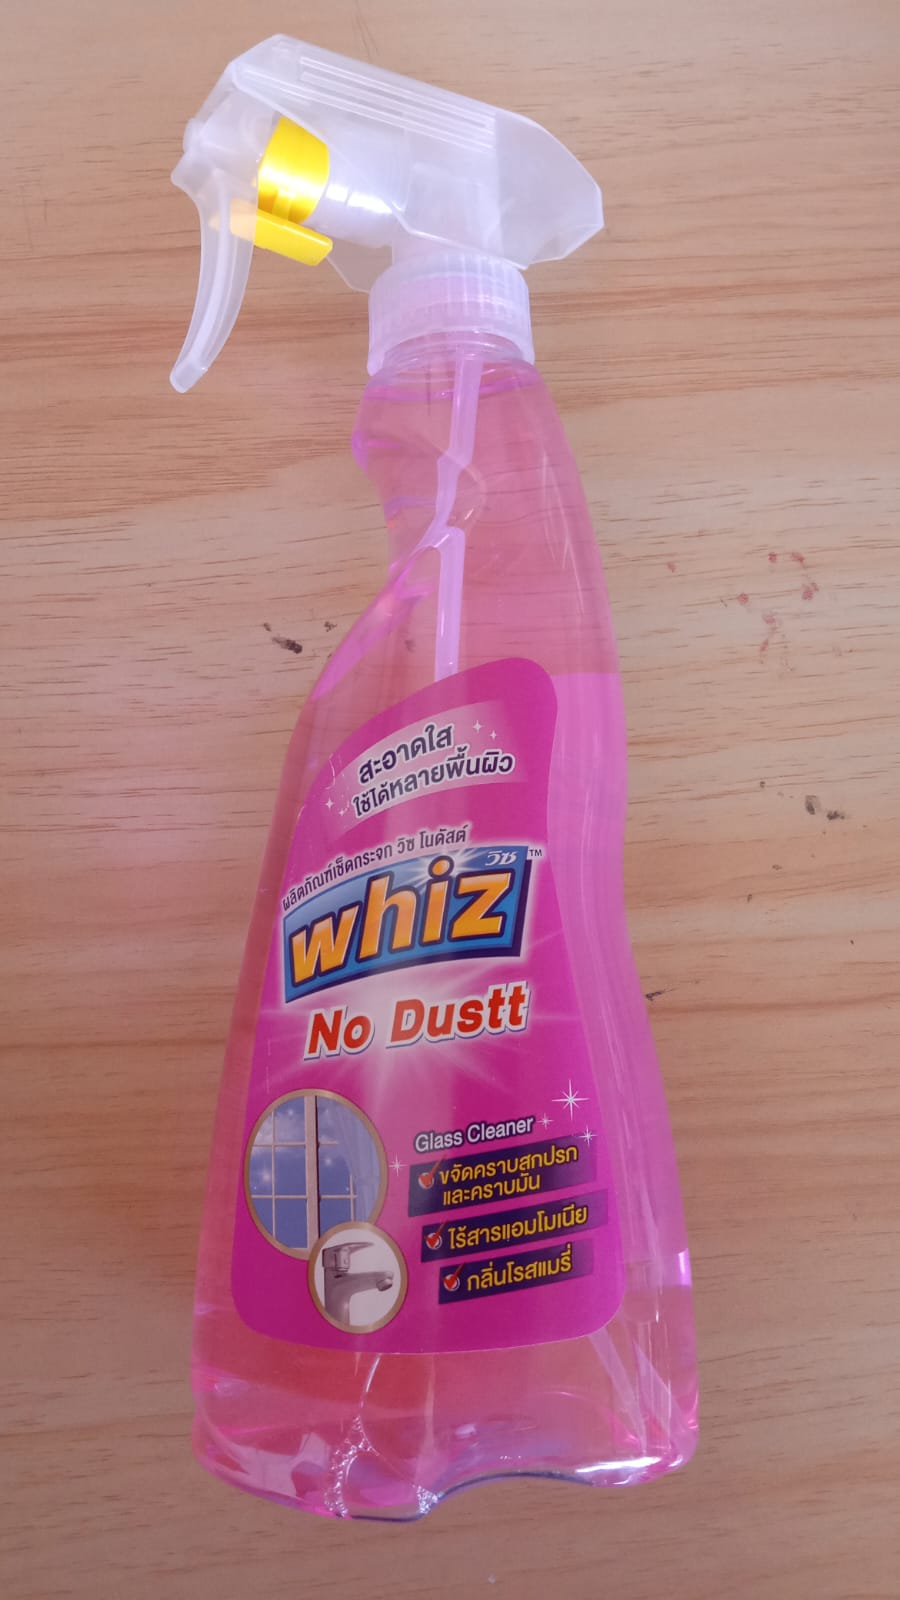 สะอาดใส
ใช้ได้หลายพื้นผิว
ผลิตภัณฑ์เช็ดกระจก วิซ โนดัสต์
วิซ™
whiz
No Dustt
Glass Cleaner
ขจัดคราบสกปรก
และคราบมัน
ไร้สารแอมโมเนีย
กลิ่นโรสแมรี่